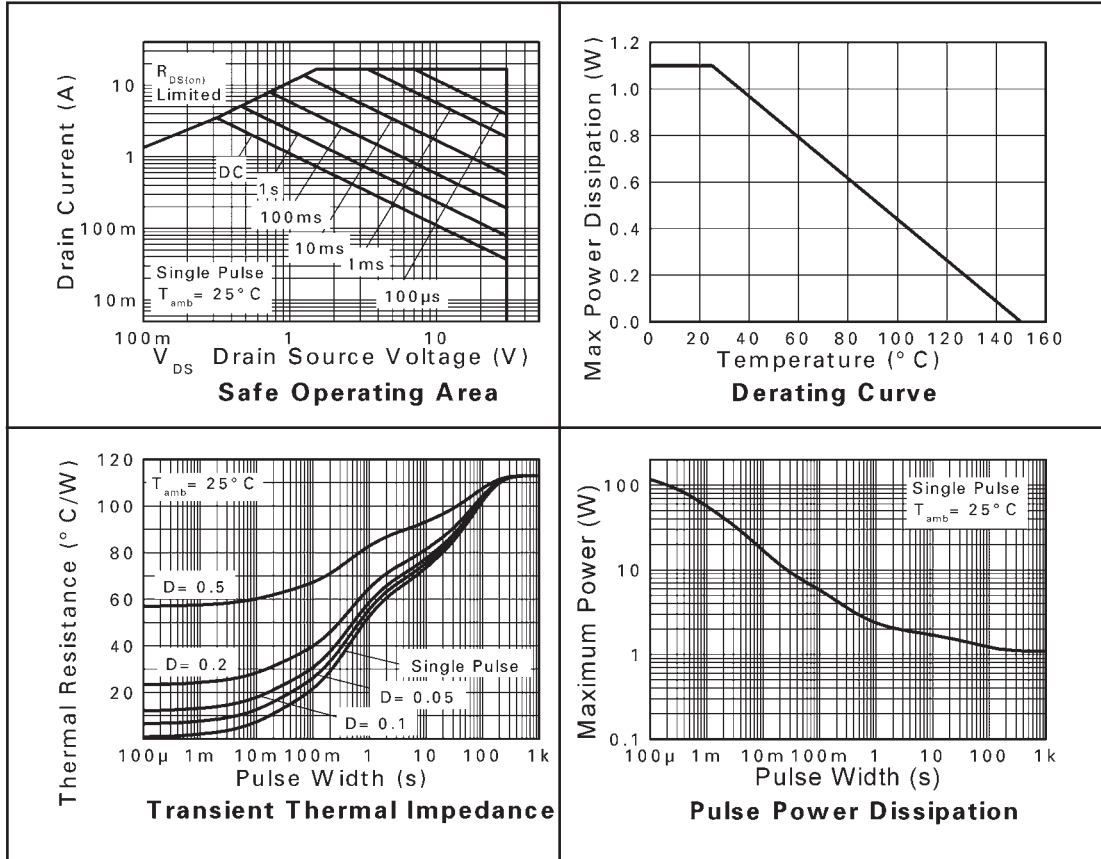 Drain Current (A)
10
1
100m
10m
R DS(on)
Limited
DC
1s
100ms
10ms
1ms
100µs
Single Pulse
T amb = 25° C
100m
1
10
V DS Drain Source Voltage (V)
Safe Operating Area
Max Power Dissipation (W)
1.2
1.0
0.8
0.6
0.4
0.2
0.0
0 20 40 60 80 100 120 140 160
Temperature (° C)
Derating Curve
Thermal Resistance (° C/W)
120
100
80
60
40
20
T amb = 25° C
D= 0.5
D= 0.2
Single Pulse
D= 0.05
D= 0.1
100µ 1m 10m 100m 1 10 100 1k
Pulse Width (s)
Transient Thermal Impedance
Maximum Power (W)
100
10
1
0.1
Single Pulse
T amb = 25° C
100µ 1m 10m 100m 1 10 100 1k
Pulse Width (s)
Pulse Power Dissipation